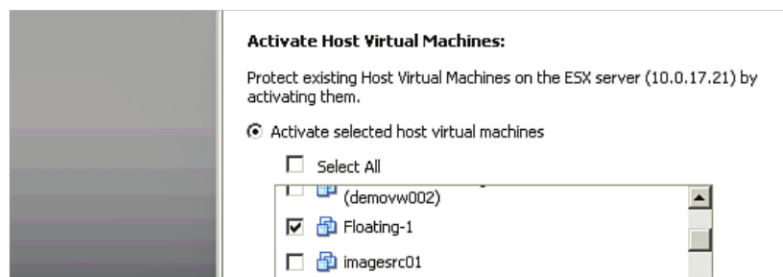 Activate Host Virtual Machines:
Protect existing Host Virtual Machines on the ESX server (10.0.17.21) by
activating them.
Activate selected host virtual machines
Select All
(demovw002)
Floating-1
imagesrc01